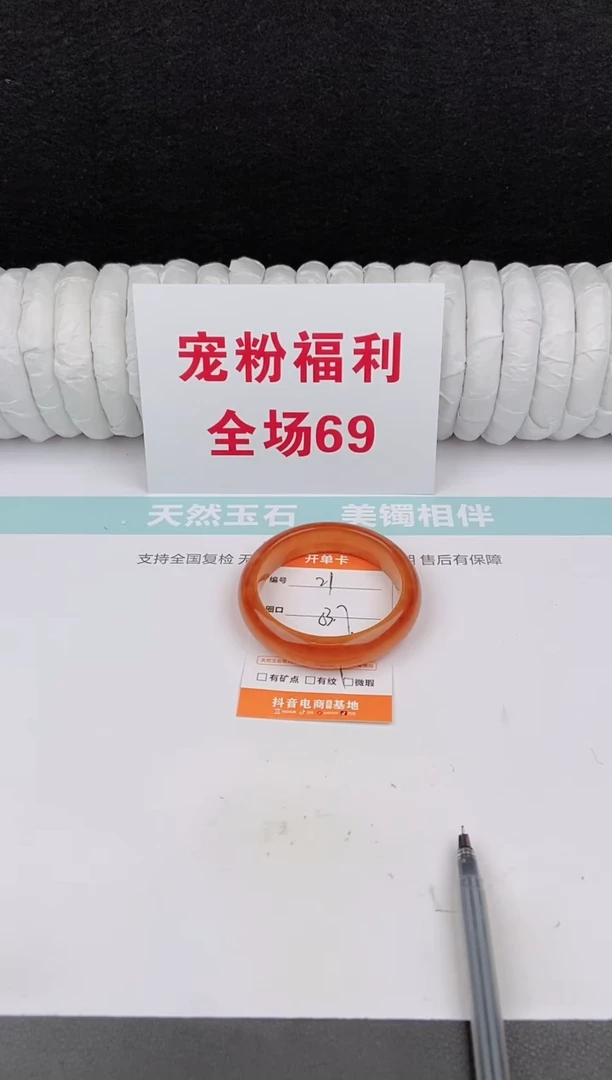 宠粉福利
全场69
天然玉石 美镯相伴
支持全国复检 天 售后有保障
开单卡
编号 21
圈口
有矿点 有纹 微瑕
抖音电商 基地